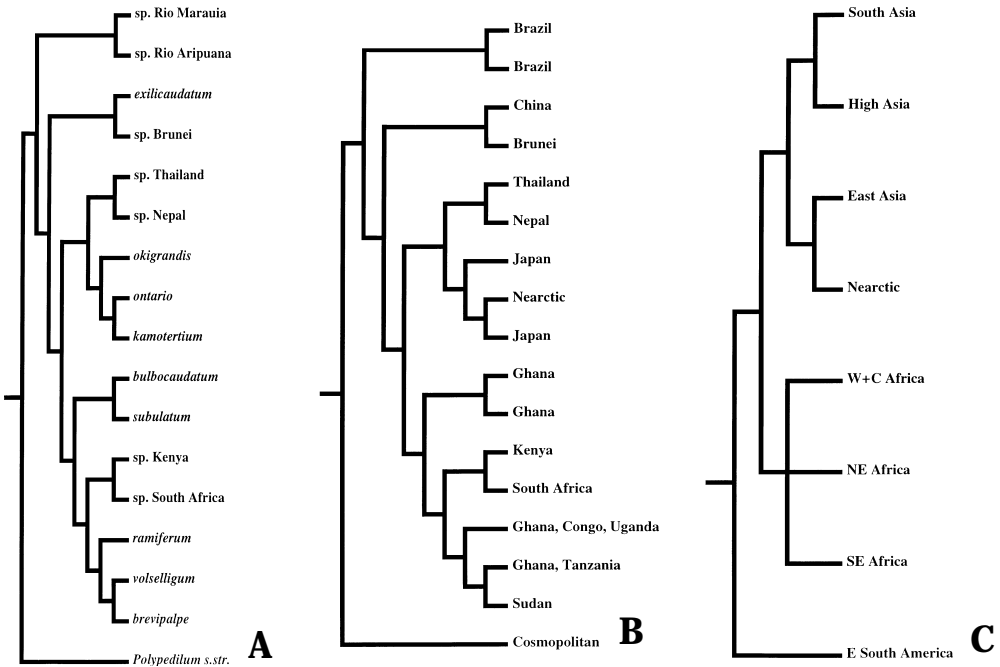 sp. Rio Marauia
sp. Rio Aripuana
exilicaudatum
sp. Brunei
sp. Thailand
sp. Nepal
okigrandis
ontario
kamotertium
bulbocaudatum
subulatum
sp. Kenya
sp. South Africa
ramiferum
volselligum
brevipalpe
Polypedilum s.str.
A
Brazil
Brazil
China
Brunei
Thailand
Nepal
Japan
Nearctic
Japan
Ghana
Ghana
Kenya
South Africa
Ghana, Congo, Uganda
Ghana, Tanzania
Sudan
Cosmopolitan
B
South Asia
High Asia
East Asia
Nearctic
W+C Africa
NE Africa
SE Africa
E South America
C